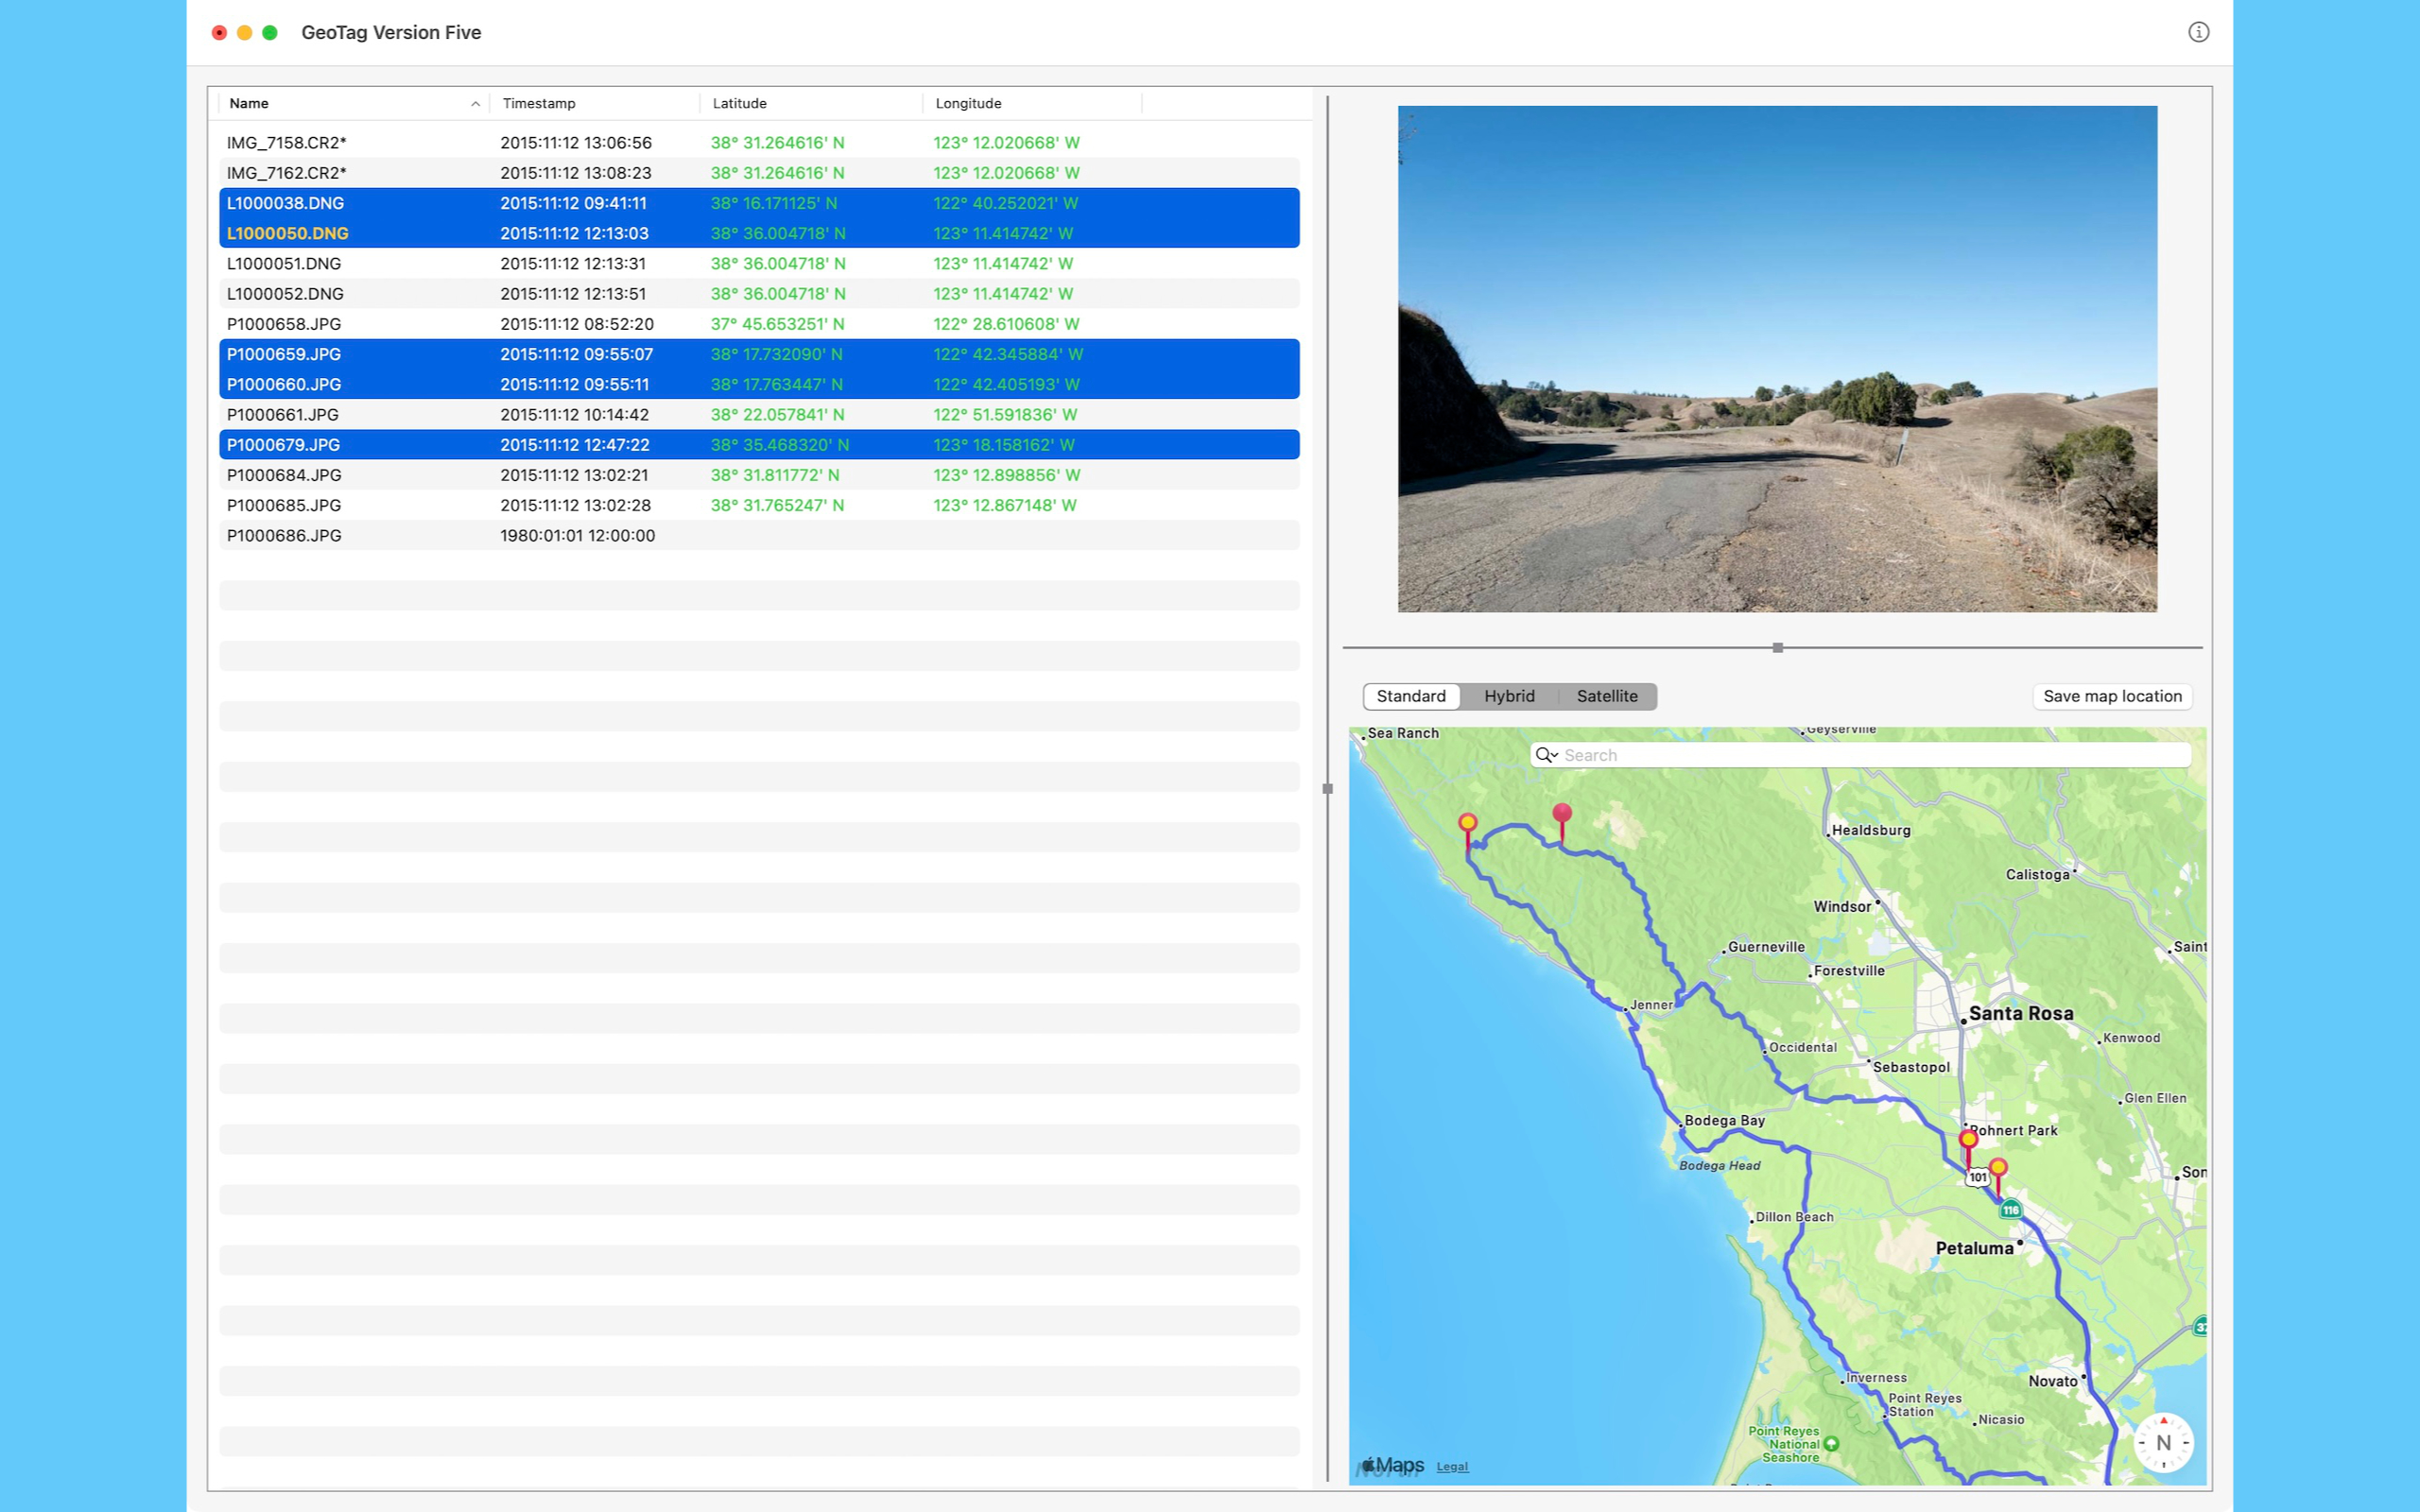 GeoTag Version Five
Name Timestamp Latitude Longitude
IMG_7158.CR2* 2015:11:12 13:06:56 38° 31.264616' N 123° 12.020668' W
IMG_7162.CR2* 2015:11:12 13:08:23 38° 31.264616' N 123° 12.020668' W
L1000038.DNG 2015:11:12 09:41:11 38° 16.171125' N 122° 40.252021' W
L1000050.DNG 2015:11:12 12:13:03 38° 36.004718' N 123° 11.414742' W
L1000051.DNG 2015:11:12 12:13:31 38° 36.004718' N 123° 11.414742' W
L1000052.DNG 2015:11:12 12:13:51 38° 36.004718' N 123° 11.414742' W
P1000658.JPG 2015:11:12 08:52:20 37° 45.653251' N 122° 28.610608' W
P1000659.JPG 2015:11:12 09:55:07 38° 17.732090' N 122° 42.345884' W
P1000660.JPG 2015:11:12 09:55:11 38° 17.763447' N 122° 42.405193' W
P1000661.JPG 2015:11:12 10:14:42 38° 22.057841' N 122° 51.591836' W
P1000679.JPG 2015:11:12 12:47:22 38° 35.468320' N 123° 18.158162' W
P1000684.JPG 2015:11:12 13:02:21 38° 31.811772' N 123° 12.898856' W
P1000685.JPG 2015:11:12 13:02:28 38° 31.765247' N 123° 12.867148' W
P1000686.JPG 1980:01:01 12:00:00
Standard Hybrid Satellite
Save map location
Sea Ranch
Geyserville
Search
Healdsburg
Calistoga
Windsor
Guerneville
Saint
Forestville
Jenner
Santa Rosa
Kenwood
Occidental
Sebastopol
Glen Ellen
Bodega Bay
Rohnert Park
Bodega Head
Son
101
116
Dillon Beach
Petaluma
37
Inverness
Novato
Point Reyes
Station
Nicasio
Point Reyes
National
Seashore
N
Maps
Legal